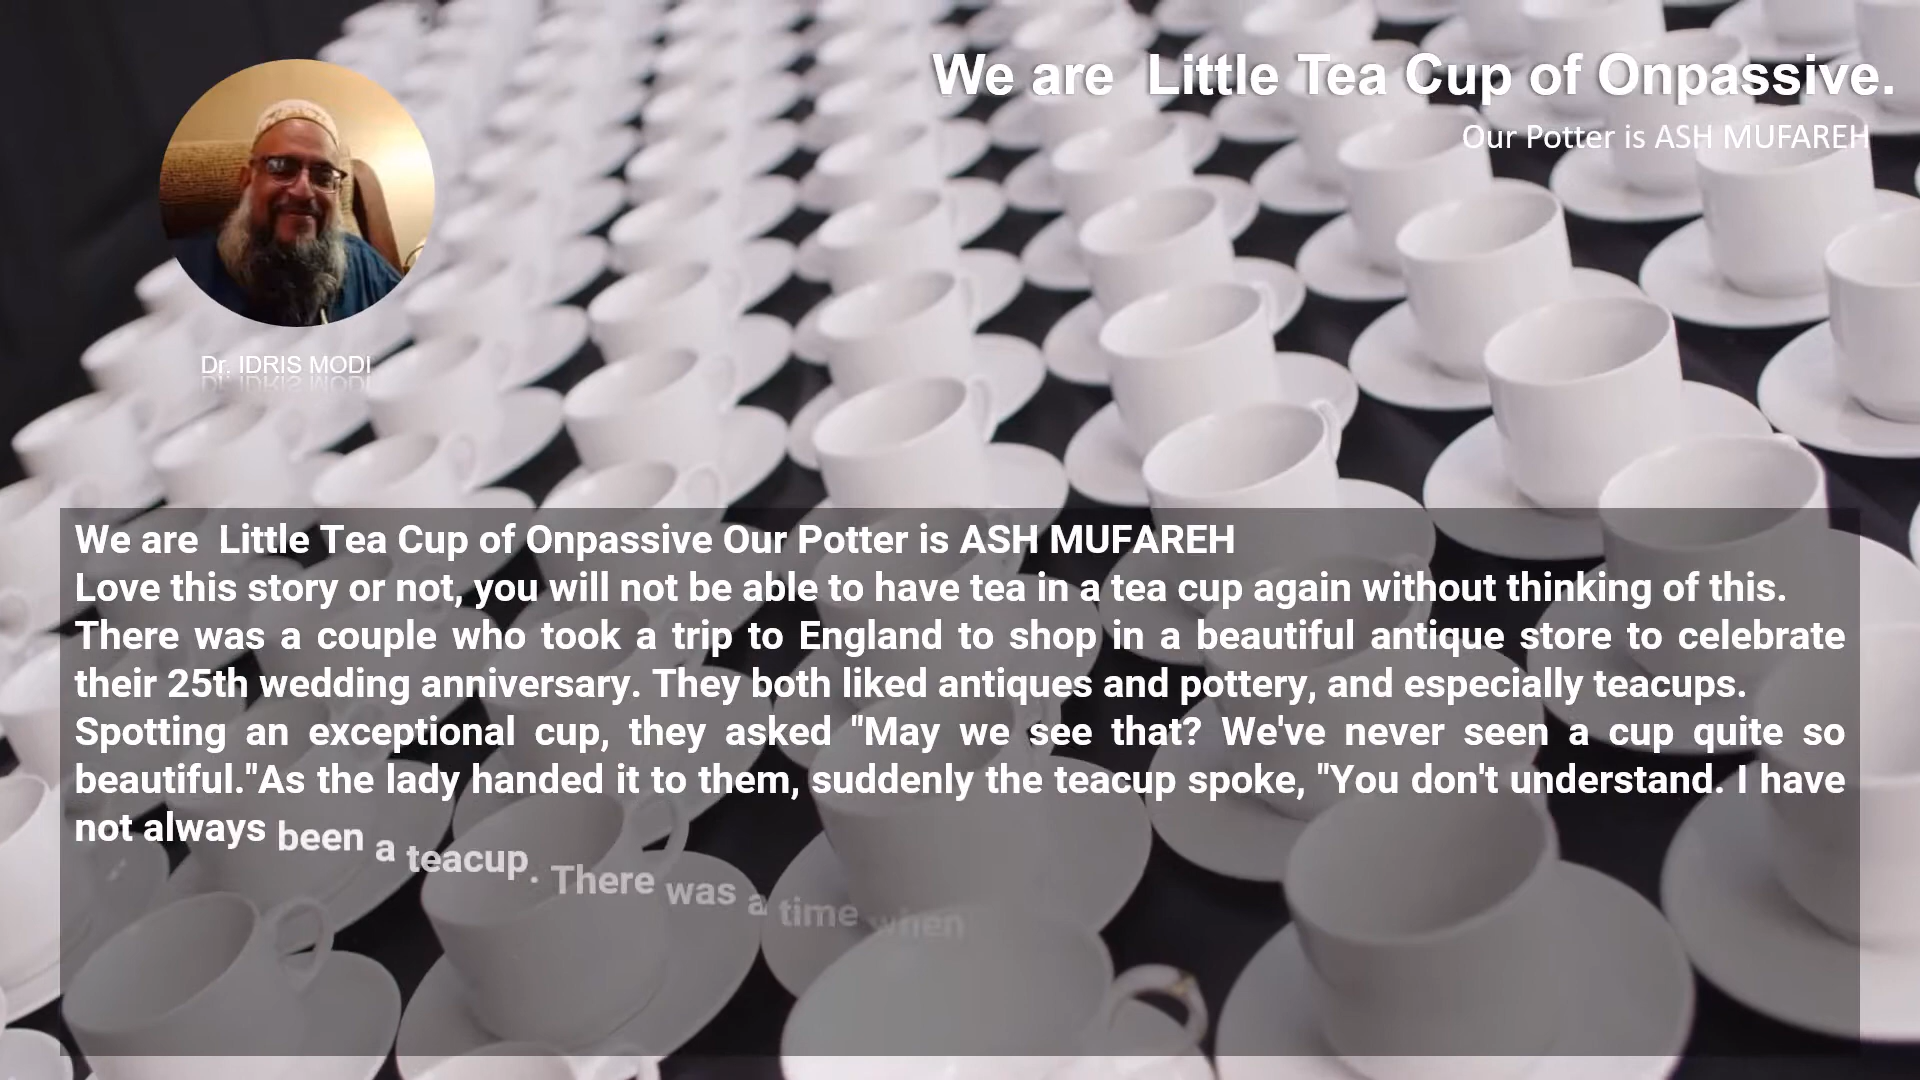 We are  Little Tea Cup of Onpassive.
Our Potter is ASH MUFAREH
Dr. IDRIS MODI
We are  Little Tea Cup of Onpassive Our Potter is ASH MUFAREH
Love this story or not, you will not be able to have tea in a tea cup again without thinking of this.
There was a couple who took a trip to England to shop in a beautiful antique store to celebrate
their 25th wedding anniversary. They both liked antiques and pottery, and especially teacups.
Spotting an exceptional cup, they asked "May we see that? We've never seen a cup quite so
beautiful."As the lady handed it to them, suddenly the teacup spoke, "You don't understand. I have
not always been a teacup. There was a time when